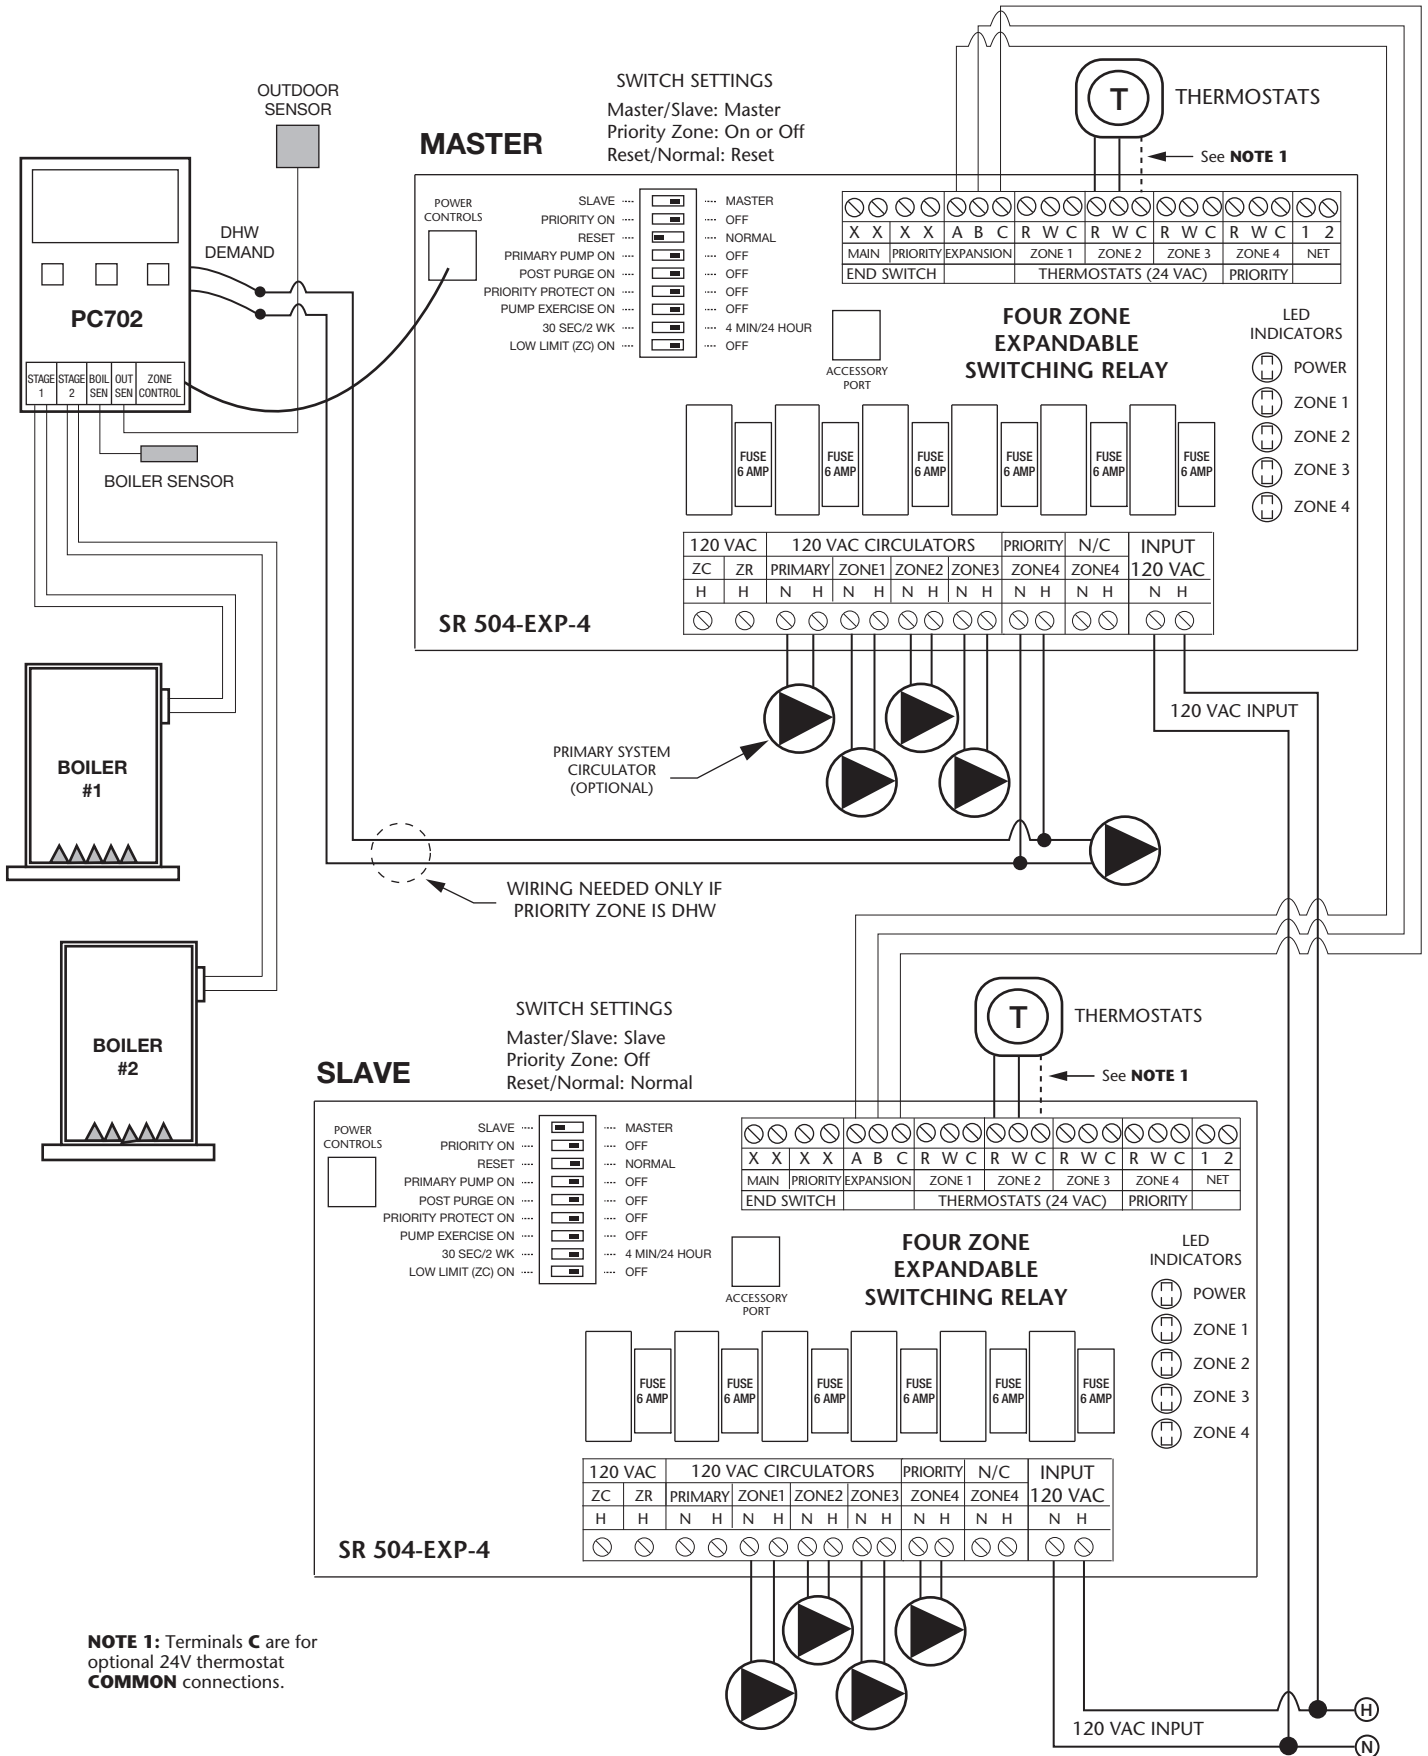 OUTDOOR
SENSOR
SWITCH SETTINGS
Master/Slave: Master
Priority Zone: On or Off
Reset/Normal: Reset
MASTER
T
THERMOSTATS
See NOTE 1
DHW
DEMAND
PC702
STAGE 1
STAGE 2
BOIL SEN
OUT SEN
ZONE CONTROL
BOILER SENSOR
POWER
CONTROLS
SLAVE MASTER
PRIORITY ON OFF
RESET NORMAL
PRIMARY PUMP ON OFF
POST PURGE ON OFF
PRIORITY PROTECT ON OFF
PUMP EXERCISE ON OFF
30 SEC/2 WK 4 MIN/24 HOUR
LOW LIMIT (ZC) ON OFF
X X X X A B C R W C R W C R W C R W C 1 2
MAIN PRIORITY EXPANSION ZONE 1 ZONE 2 ZONE 3 ZONE 4 NET
END SWITCH THERMOSTATS (24 VAC) PRIORITY
ACCESSORY
PORT
FOUR ZONE
EXPANDABLE
SWITCHING RELAY
LED
INDICATORS
POWER
ZONE 1
ZONE 2
ZONE 3
ZONE 4
FUSE 6 AMP
FUSE 6 AMP
FUSE 6 AMP
FUSE 6 AMP
FUSE 6 AMP
FUSE 6 AMP
120 VAC 120 VAC CIRCULATORS PRIORITY N/C INPUT
ZC ZR PRIMARY ZONE1 ZONE2 ZONE3 ZONE4 ZONE4 120 VAC
H H N H N H N H N H N H N H N H
SR 504-EXP-4
120 VAC INPUT
PRIMARY SYSTEM
CIRCULATOR
(OPTIONAL)
BOILER
#1
WIRING NEEDED ONLY IF
PRIORITY ZONE IS DHW
BOILER
#2
SWITCH SETTINGS
Master/Slave: Slave
Priority Zone: Off
Reset/Normal: Normal
SLAVE
T
THERMOSTATS
See NOTE 1
POWER
CONTROLS
SLAVE MASTER
PRIORITY ON OFF
RESET NORMAL
PRIMARY PUMP ON OFF
POST PURGE ON OFF
PRIORITY PROTECT ON OFF
PUMP EXERCISE ON OFF
30 SEC/2 WK 4 MIN/24 HOUR
LOW LIMIT (ZC) ON OFF
X X X X A B C R W C R W C R W C R W C 1 2
MAIN PRIORITY EXPANSION ZONE 1 ZONE 2 ZONE 3 ZONE 4 NET
END SWITCH THERMOSTATS (24 VAC) PRIORITY
ACCESSORY
PORT
FOUR ZONE
EXPANDABLE
SWITCHING RELAY
LED
INDICATORS
POWER
ZONE 1
ZONE 2
ZONE 3
ZONE 4
FUSE 6 AMP
FUSE 6 AMP
FUSE 6 AMP
FUSE 6 AMP
FUSE 6 AMP
FUSE 6 AMP
120 VAC 120 VAC CIRCULATORS PRIORITY N/C INPUT
ZC ZR PRIMARY ZONE1 ZONE2 ZONE3 ZONE4 ZONE4 120 VAC
H H N H N H N H N H N H N H N H
SR 504-EXP-4
NOTE 1: Terminals C are for
optional 24V thermostat
COMMON connections.
120 VAC INPUT
H
N